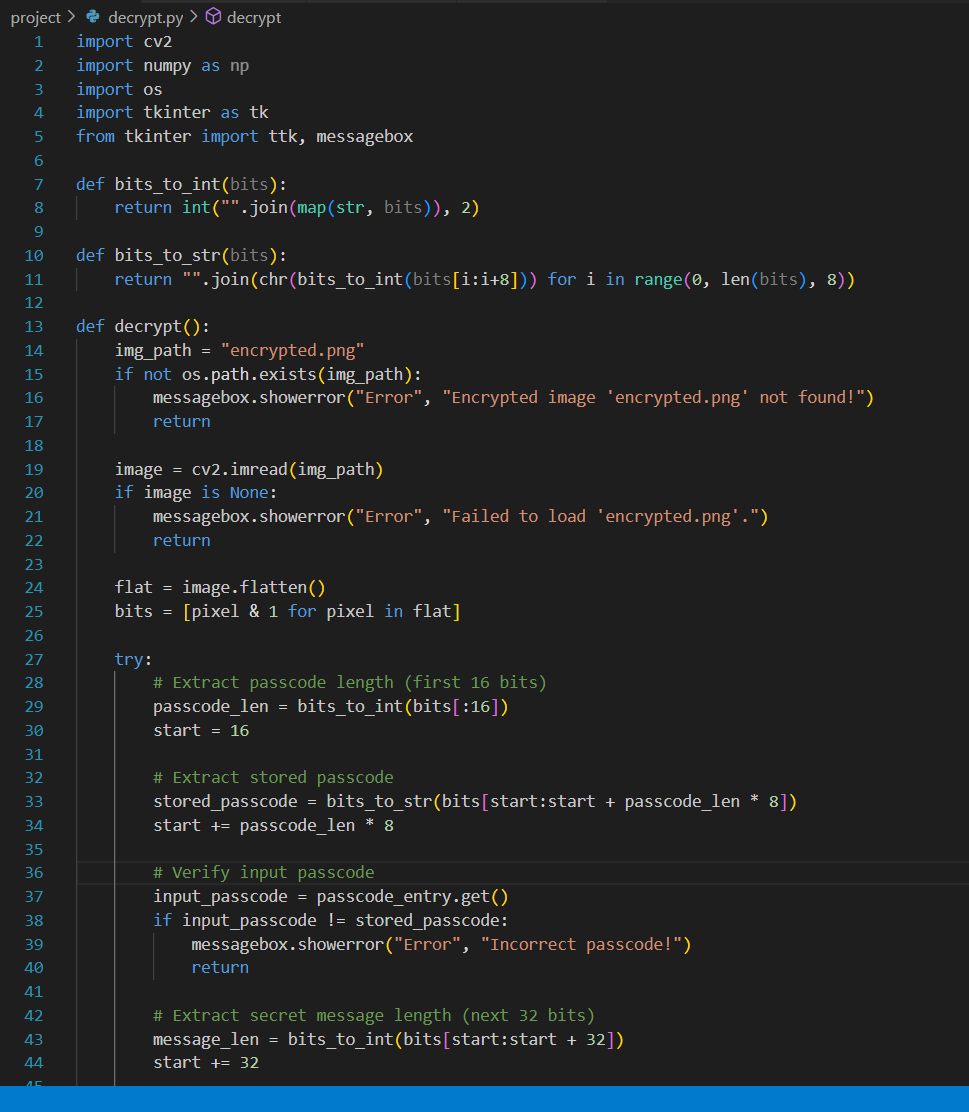 project > decrypt.py > decrypt
1 import cv2
2 import numpy as np
3 import os
4 import tkinter as tk
5 from tkinter import ttk, messagebox
6
7 def bits_to_int(bits):
8     return int("".join(map(str, bits)), 2)
9
10 def bits_to_str(bits):
11     return "".join(chr(bits_to_int(bits[i:i+8])) for i in range(0, len(bits), 8))
12
13 def decrypt():
14     img_path = "encrypted.png"
15     if not os.path.exists(img_path):
16         messagebox.showerror("Error", "Encrypted image 'encrypted.png' not found!")
17         return
18
19     image = cv2.imread(img_path)
20     if image is None:
21         messagebox.showerror("Error", "Failed to load 'encrypted.png'.")
22         return
23
24     flat = image.flatten()
25     bits = [pixel & 1 for pixel in flat]
26
27     try:
28         # Extract passcode length (first 16 bits)
29         passcode_len = bits_to_int(bits[:16])
30         start = 16
31
32         # Extract stored passcode
33         stored_passcode = bits_to_str(bits[start:start + passcode_len * 8])
34         start += passcode_len * 8
35
36         # Verify input passcode
37         input_passcode = passcode_entry.get()
38         if input_passcode != stored_passcode:
39             messagebox.showerror("Error", "Incorrect passcode!")
40             return
41
42         # Extract secret message length (next 32 bits)
43         message_len = bits_to_int(bits[start:start + 32])
44         start += 32
45